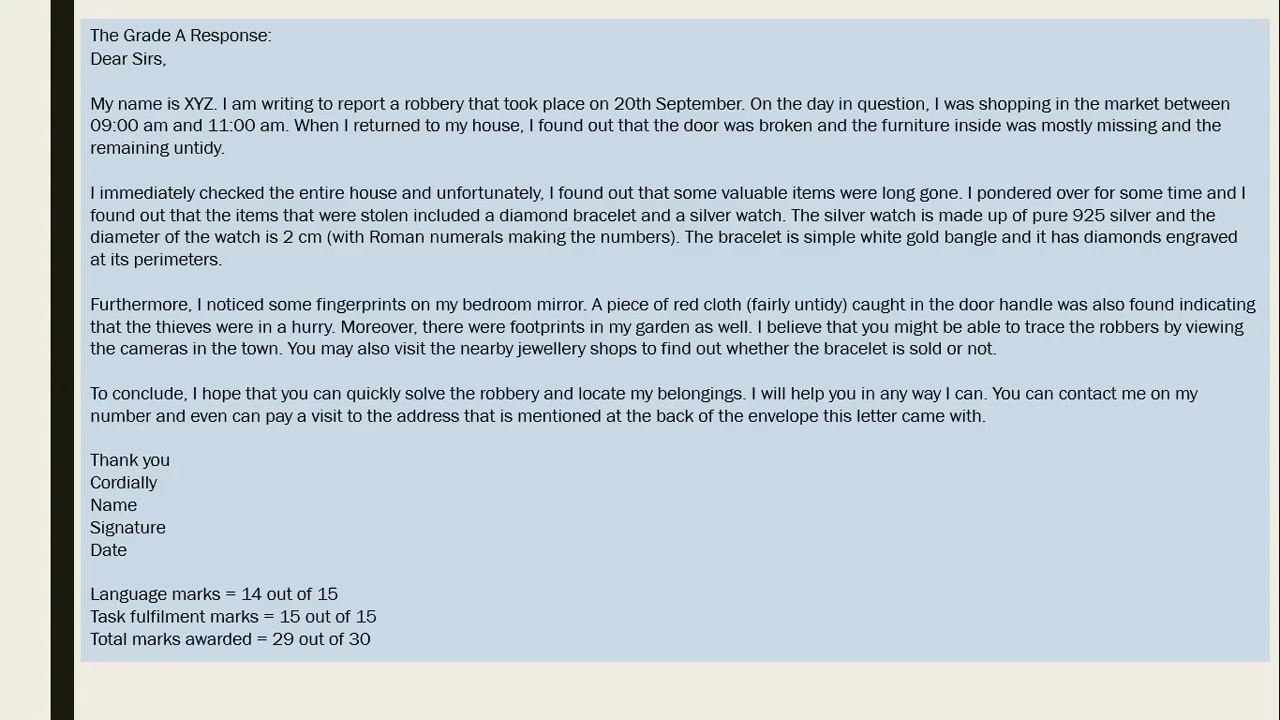 The Grade A Response:
Dear Sirs,
My name is XYZ. I am writing to report a robbery that took place on 20th September. On the day in question, I was shopping in the market between
09:00 am and 11:00 am. When I returned to my house, I found out that the door was broken and the furniture inside was mostly missing and the
remaining untidy.
I immediately checked the entire house and unfortunately, I found out that some valuable items were long gone. I pondered over for some time and I
found out that the items that were stolen included a diamond bracelet and a silver watch. The silver watch is made up of pure 925 silver and the
diameter of the watch is 2 cm (with Roman numerals making the numbers). The bracelet is simple white gold bangle and it has diamonds engraved
at its perimeters.
Furthermore, I noticed some fingerprints on my bedroom mirror. A piece of red cloth (fairly untidy) caught in the door handle was also found indicating
that the thieves were in a hurry. Moreover, there were footprints in my garden as well. I believe that you might be able to trace the robbers by viewing
the cameras in the town. You may also visit the nearby jewellery shops to find out whether the bracelet is sold or not.
To conclude, I hope that you can quickly solve the robbery and locate my belongings. I will help you in any way I can. You can contact me on my
number and even can pay a visit to the address that is mentioned at the back of the envelope this letter came with.
Thank you
Cordially
Name
Signature
Date
Language marks = 14 out of 15
Task fulfilment marks = 15 out of 15
Total marks awarded = 29 out of 30